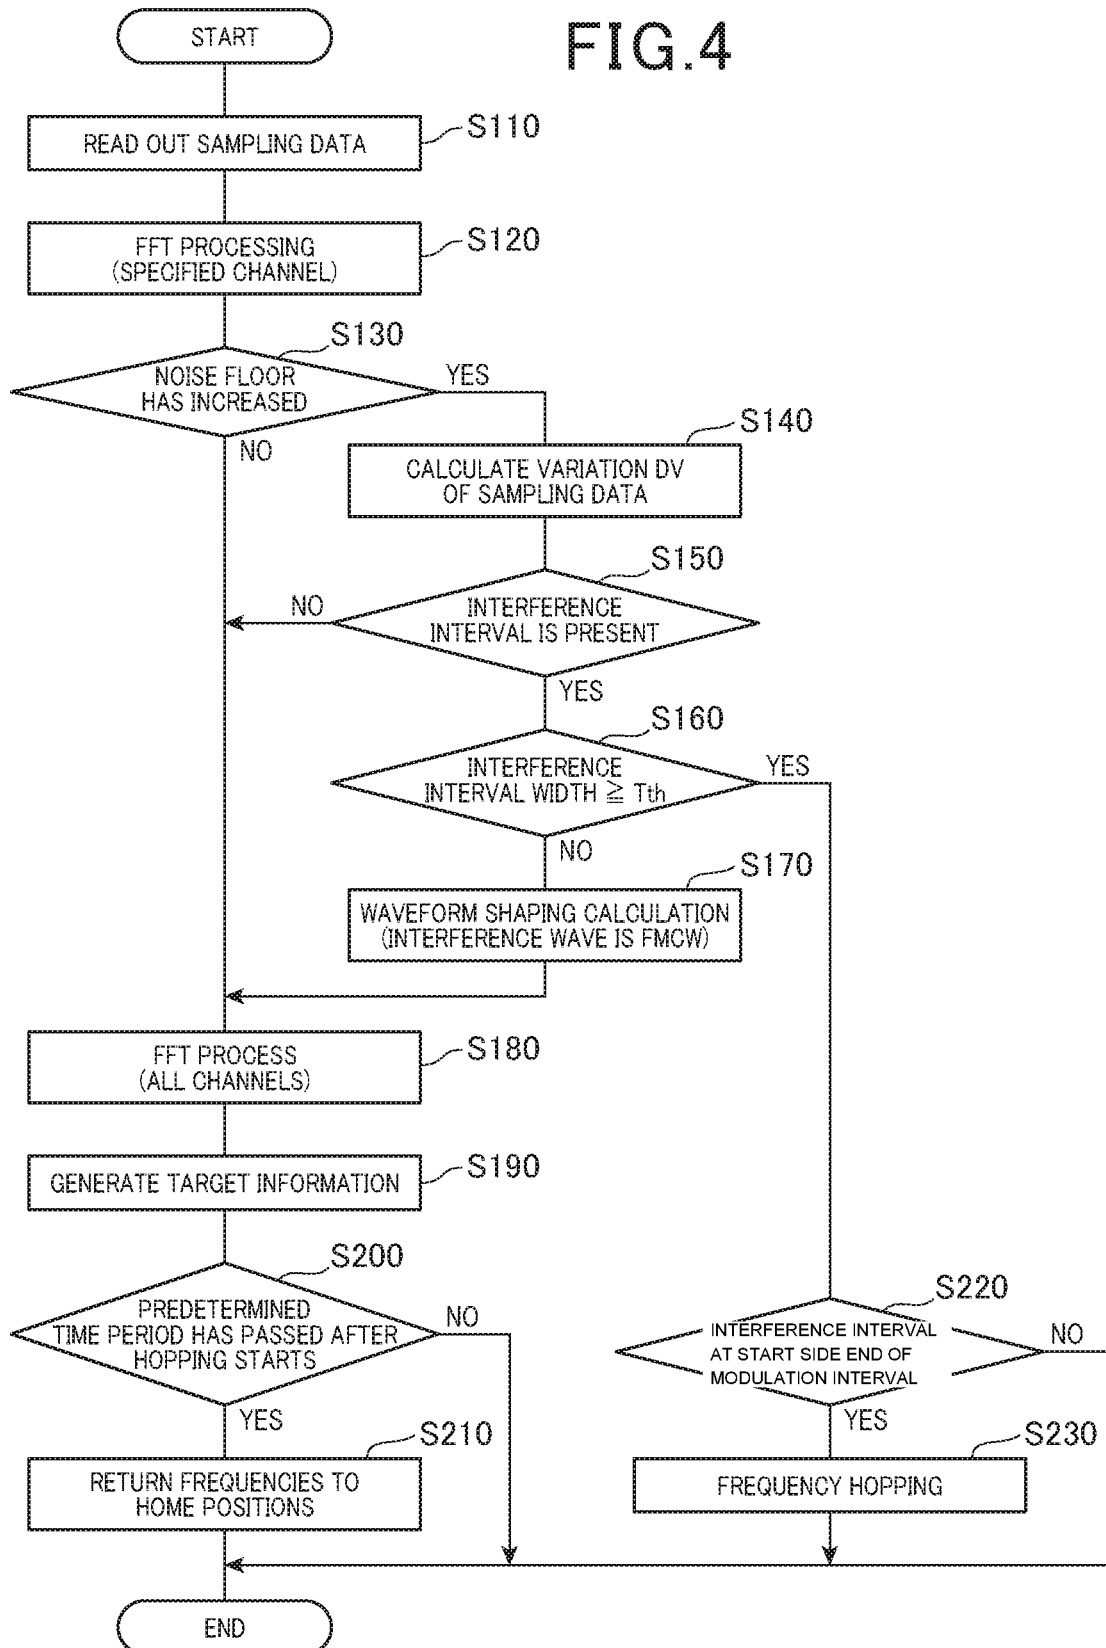 FIG.4
START
READ OUT SAMPLING DATA
S110
FFT PROCESSING
(SPECIFIED CHANNEL)
S120
S130
NOISE FLOOR
HAS INCREASED
YES
NO
S140
CALCULATE VARIATION DV
OF SAMPLING DATA
S150
INTERFERENCE
INTERVAL IS PRESENT
NO
YES
S160
INTERFERENCE
INTERVAL WIDTH ≧ Tth
YES
NO
S170
WAVEFORM SHAPING CALCULATION
(INTERFERENCE WAVE IS FMCW)
FFT PROCESS
(ALL CHANNELS)
S180
GENERATE TARGET INFORMATION
S190
S200
PREDETERMINED
TIME PERIOD HAS PASSED AFTER
HOPPING STARTS
NO
YES
S210
RETURN FREQUENCIES TO
HOME POSITIONS
S220
INTERFERENCE INTERVAL
AT START SIDE END OF
MODULATION INTERVAL
NO
YES
S230
FREQUENCY HOPPING
END